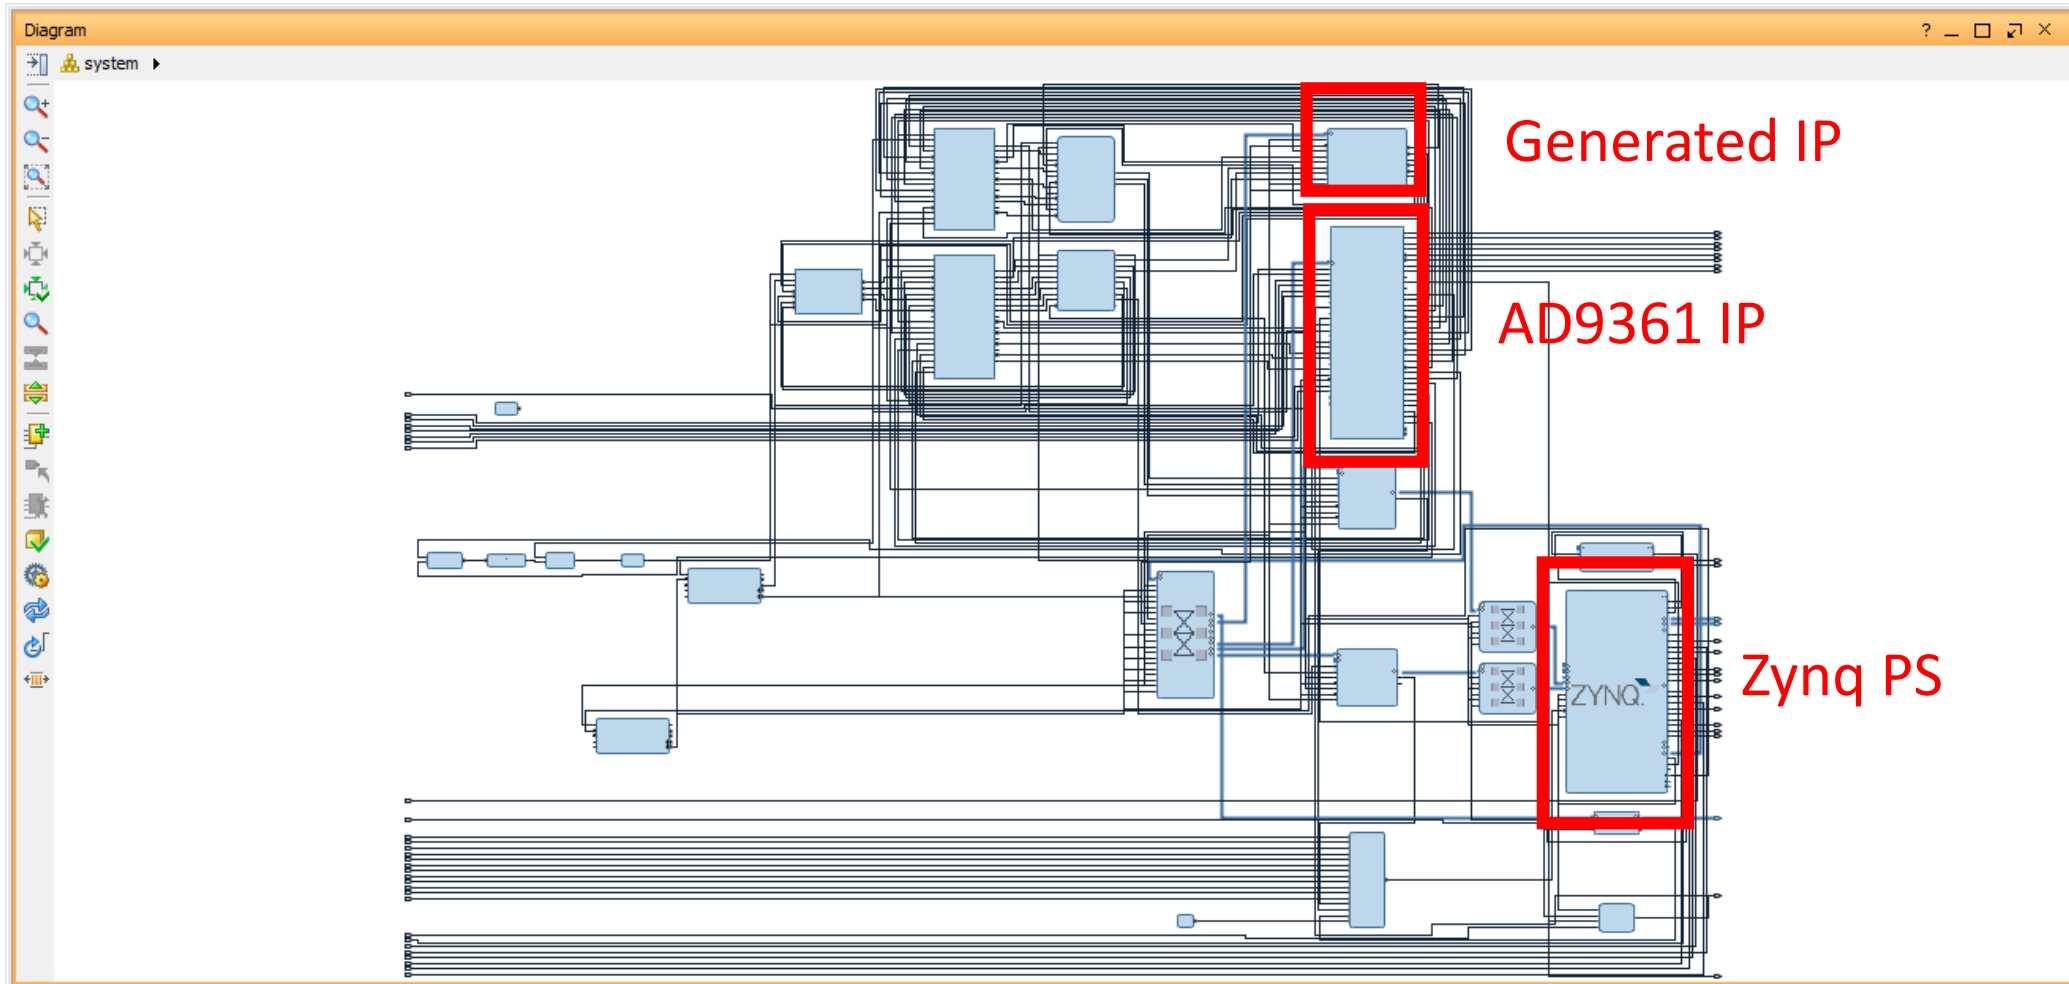 Diagram
system
Generated IP
AD9361 IP
Zynq PS
ZYNQ.